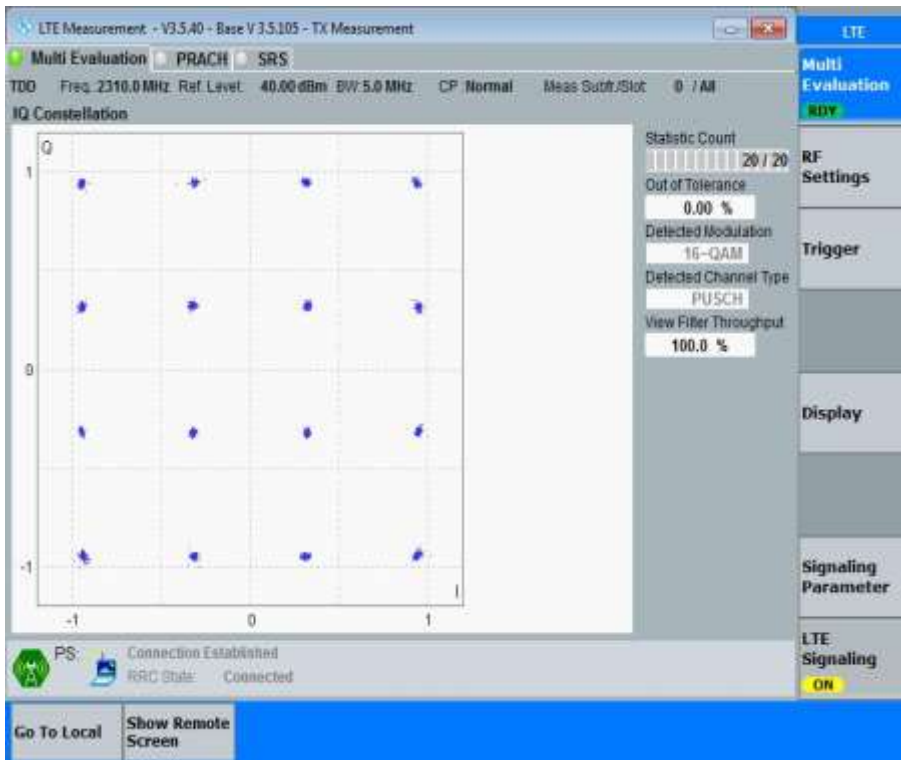 LTE Measurement - V3.5.40 - Base V 3.5.105 - TX Measurement
LTE
Multi Evaluation PRACH SRS
Multi
Evaluation
RDY
TDD Freq.: 2310.0 MHz Ref. Level: 40.00 dBm BW: 5.0 MHz CP: Normal Meas Subfr./Slot: 0 / All
IQ Constellation
Q
1
0
-1
I
-1 0 1
Statistic Count
20 / 20
Out of Tolerance
0.00 %
Detected Modulation
16-QAM
Detected Channel Type
PUSCH
View Filter Throughput
100.0 %
RF
Settings
Trigger
Display
Signaling
Parameter
LTE
Signaling
ON
PS: Connection Established
RRC State: Connected
Go To Local
Show Remote
Screen